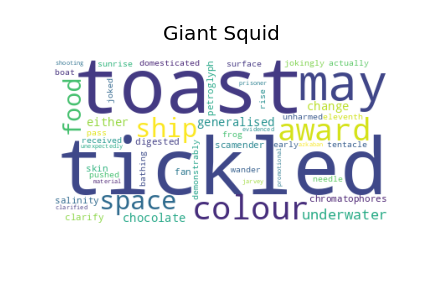 Giant Squid
shooting
sunrise
domesticated
surface
jokingly
actually
boat
toast
may
food
joked
petroglyph
rise
prisoner
change
either
ship
generalised
unharmed
eleventh
pass
frog
evidenced
award
received
digested
scamander
early
tentacle
unexpectedly
tickled
skin
pushed
material
bathing
fan
demonstrably
wander
jarvey
promotional
needle
salinity
space
colour
chromatophores
clarified
clarify
chocolate
underwater